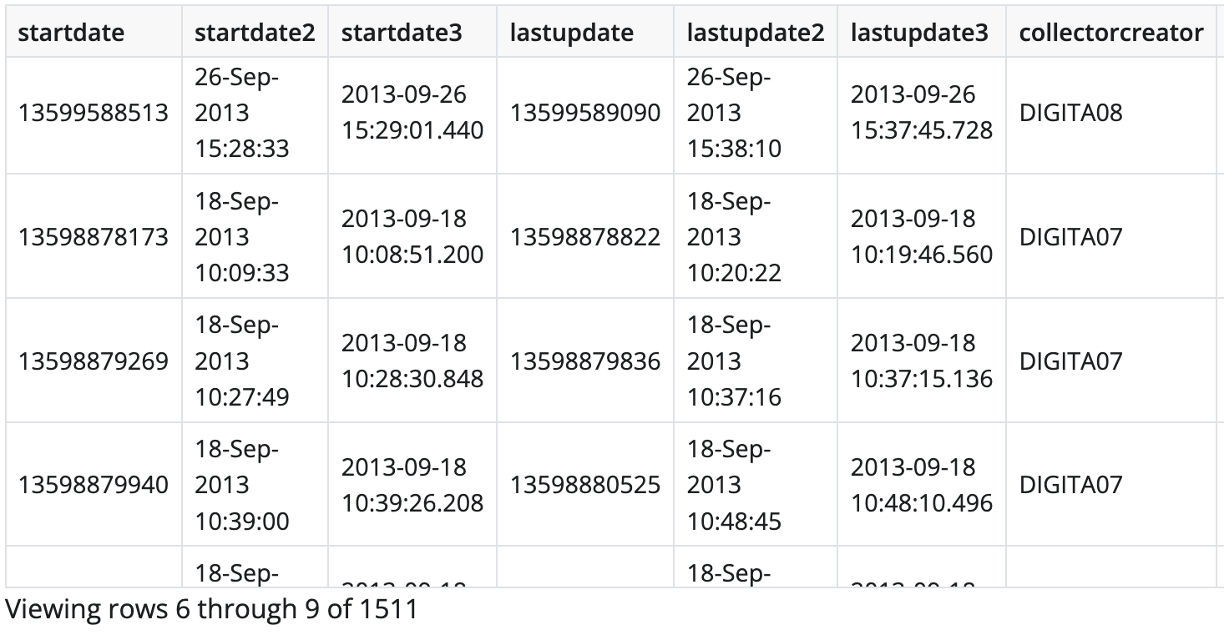 startdate startdate2 startdate3 lastupdate lastupdate2 lastupdate3 collectorcreator
13599588513 26-Sep-2013 15:28:33 2013-09-26 15:29:01.440 13599589090 26-Sep-2013 15:38:10 2013-09-26 15:37:45.728 DIGITA08
13598878173 18-Sep-2013 10:09:33 2013-09-18 10:08:51.200 13598878822 18-Sep-2013 10:20:22 2013-09-18 10:19:46.560 DIGITA07
13598879269 18-Sep-2013 10:27:49 2013-09-18 10:28:30.848 13598879836 18-Sep-2013 10:37:16 2013-09-18 10:37:15.136 DIGITA07
13598879940 18-Sep-2013 10:39:00 2013-09-18 10:39:26.208 13598880525 18-Sep-2013 10:48:45 2013-09-18 10:48:10.496 DIGITA07
18-Sep- 18-Sep-
Viewing rows 6 through 9 of 1511